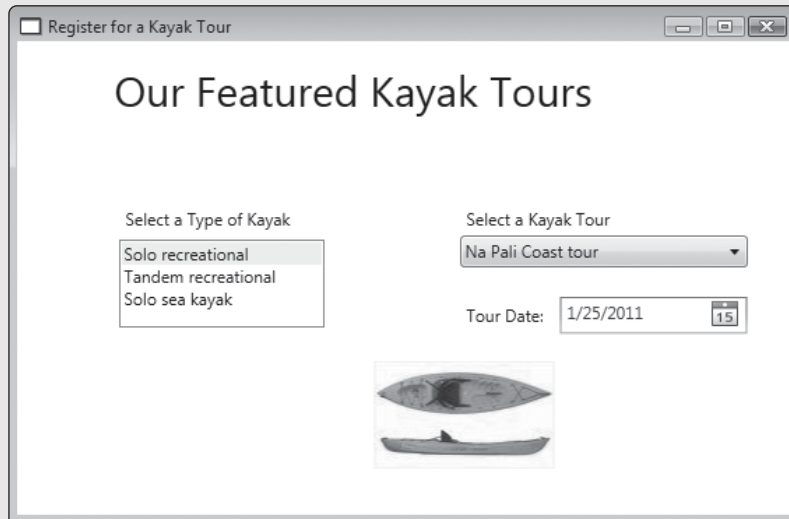 Register for a Kayak Tour
Our Featured Kayak Tours
Select a Type of Kayak
Solo recreational
Tandem recreational
Solo sea kayak
Select a Kayak Tour
Na Pali Coast tour
Tour Date: 1/25/2011 15